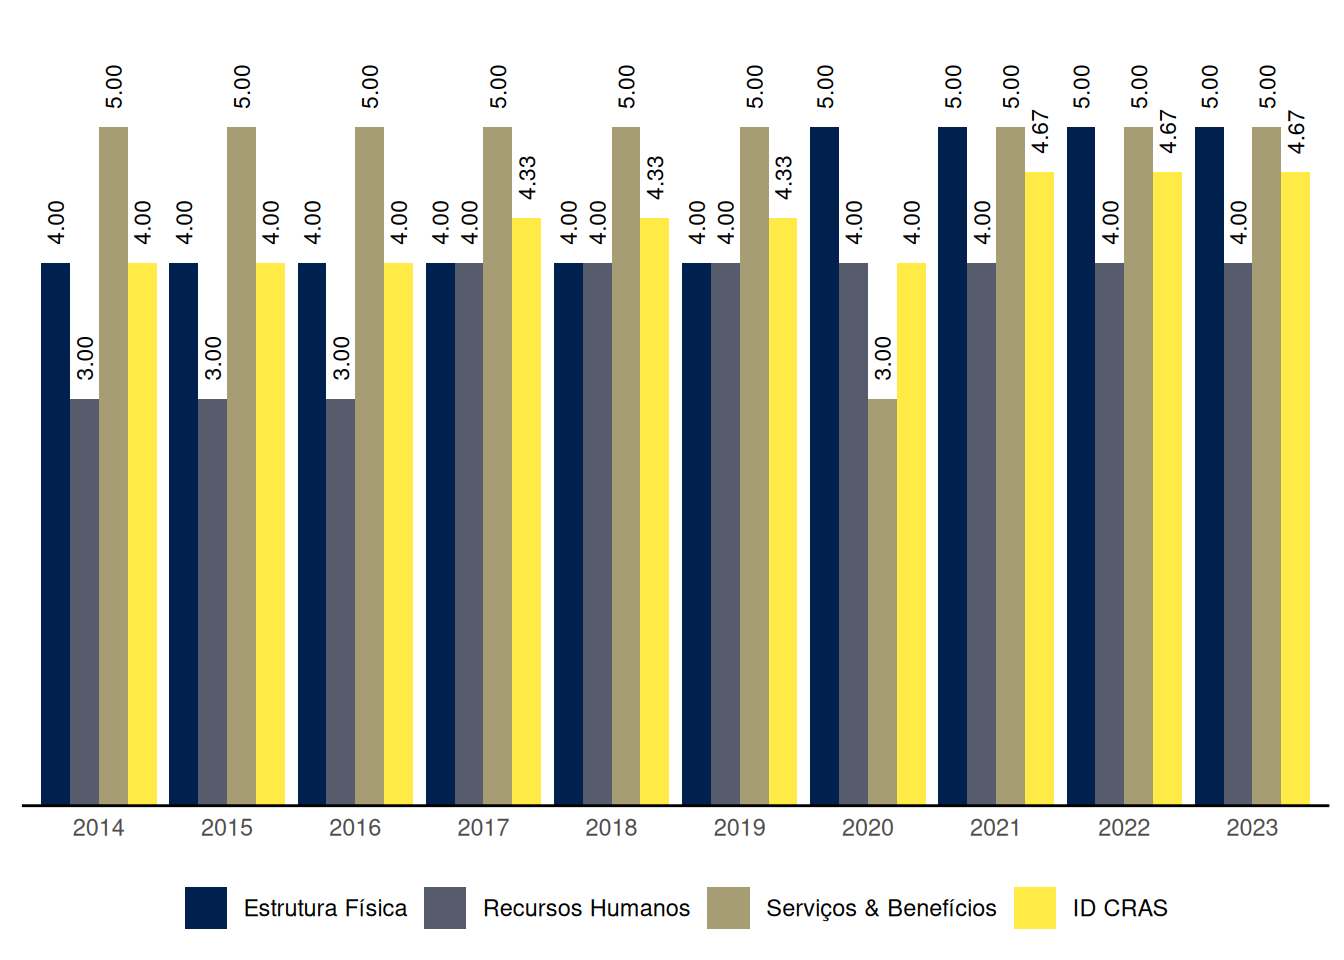 4.00 3.00 5.00 4.00 4.00 3.00 5.00 4.00 4.00 3.00 5.00 4.00 4.00 4.00 5.00 4.33 4.00 4.00 5.00 4.33 4.00 4.00 5.00 4.33 5.00 4.00 3.00 4.00 5.00 4.00 5.00 4.67 5.00 4.00 5.00 4.67 5.00 4.00 5.00 4.67
2014 2015 2016 2017 2018 2019 2020 2021 2022 2023
Estrutura Física Recursos Humanos Serviços & Benefícios ID CRAS